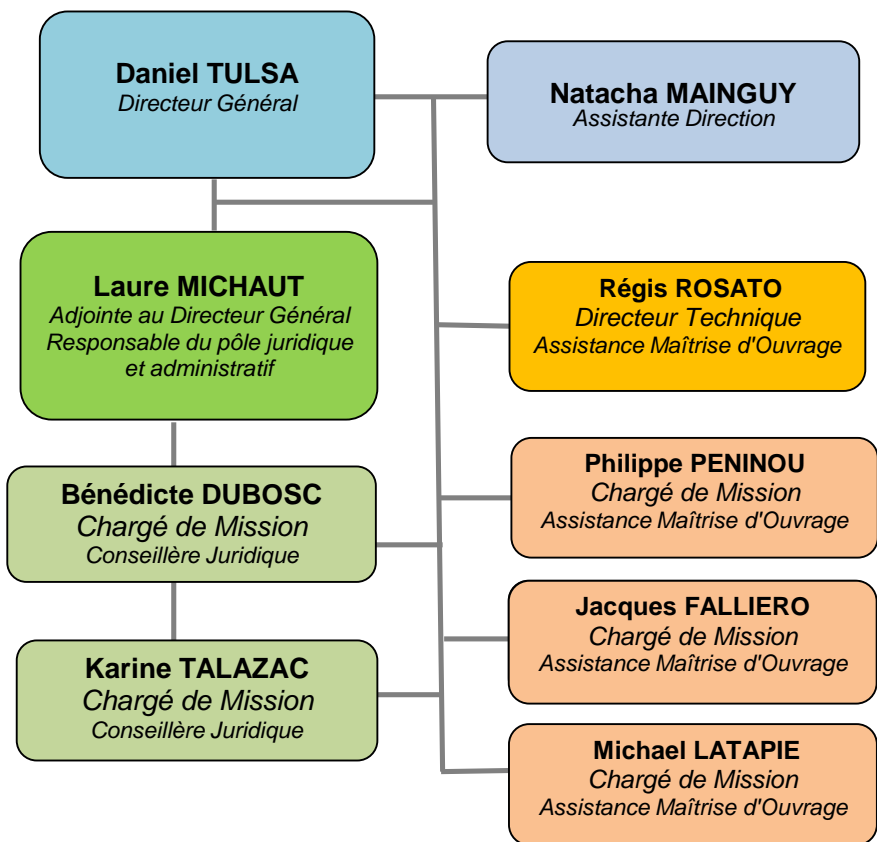 Daniel TULSA
Directeur Général
Natacha MAINGUY
Assistante Direction
Laure MICHAUT
Adjointe au Directeur Général
Responsable du pôle juridique
et administratif
Régis ROSATO
Directeur Technique
Assistance Maîtrise d'Ouvrage
Bénédicte DUBOSC
Chargé de Mission
Conseillère Juridique
Philippe PENINOU
Chargé de Mission
Assistance Maîtrise d'Ouvrage
Jacques FALLIERO
Chargé de Mission
Assistance Maîtrise d'Ouvrage
Karine TALAZAC
Chargé de Mission
Conseillère Juridique
Michael LATAPIE
Chargé de Mission
Assistance Maîtrise d'Ouvrage